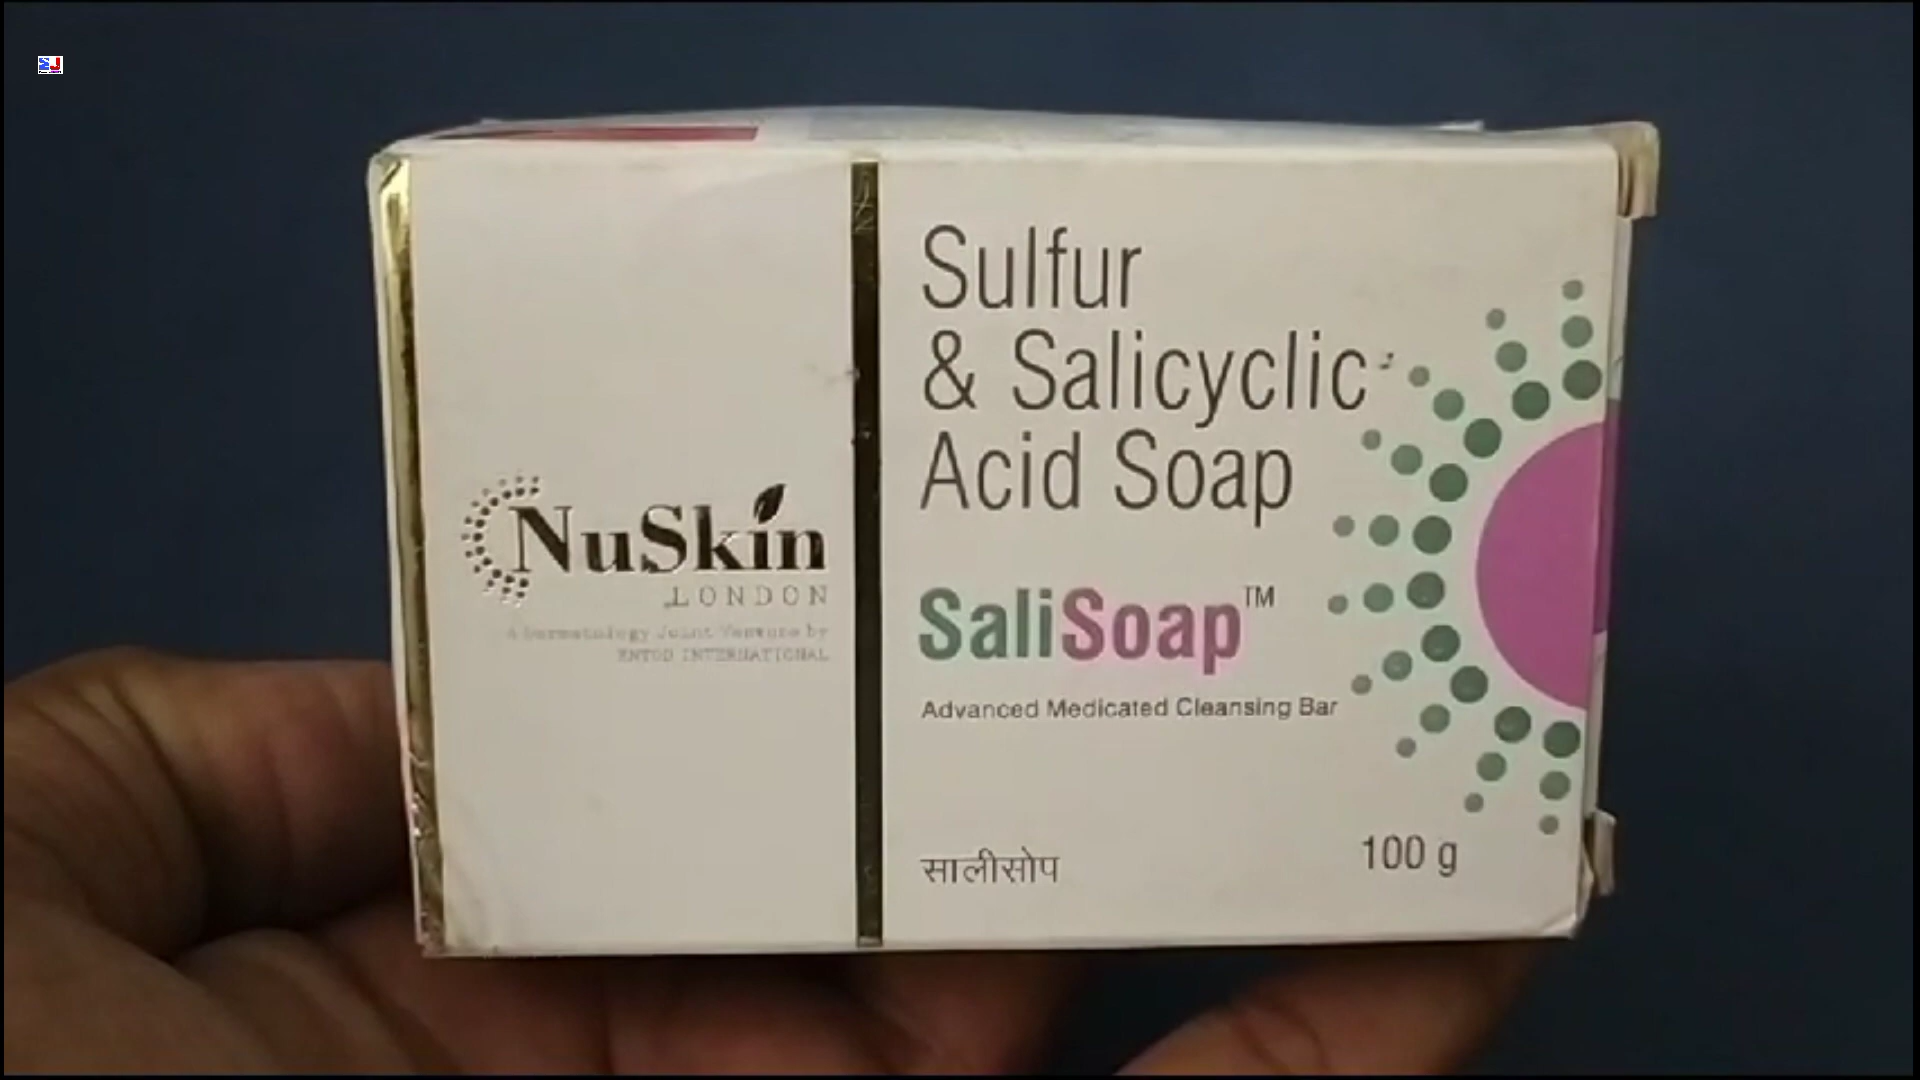 NuSkin
LONDON
A Dermatology Joint Venture by
ENTOD INTERNATIONAL
Sulfur
& Salicyclic
Acid Soap
SaliSoap™
Advanced Medicated Cleansing Bar
सालीसोप
100 g